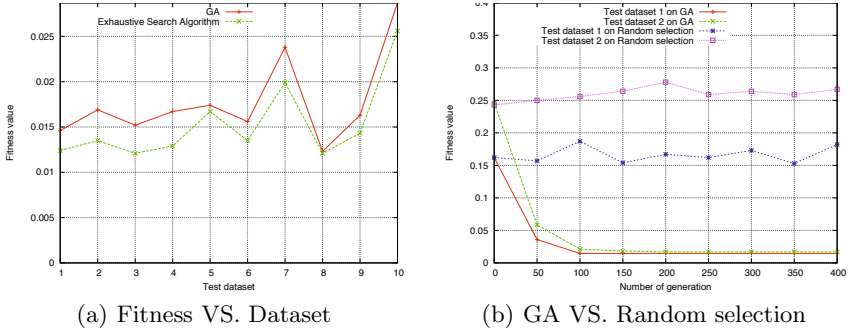 GA
Exhaustive Search Algorithm
0.025
0.02
0.015
0.01
0.005
0
1 2 3 4 5 6 7 8 9 10
Fitness value
Test dataset
(a) Fitness VS. Dataset
Test dataset 1 on GA
Test dataset 2 on GA
Test dataset 1 on Random selection
Test dataset 2 on Random selection
0.4
0.35
0.3
0.25
0.2
0.15
0.1
0.05
0
0 50 100 150 200 250 300 350 400
Fitness value
Number of generation
(b) GA VS. Random selection